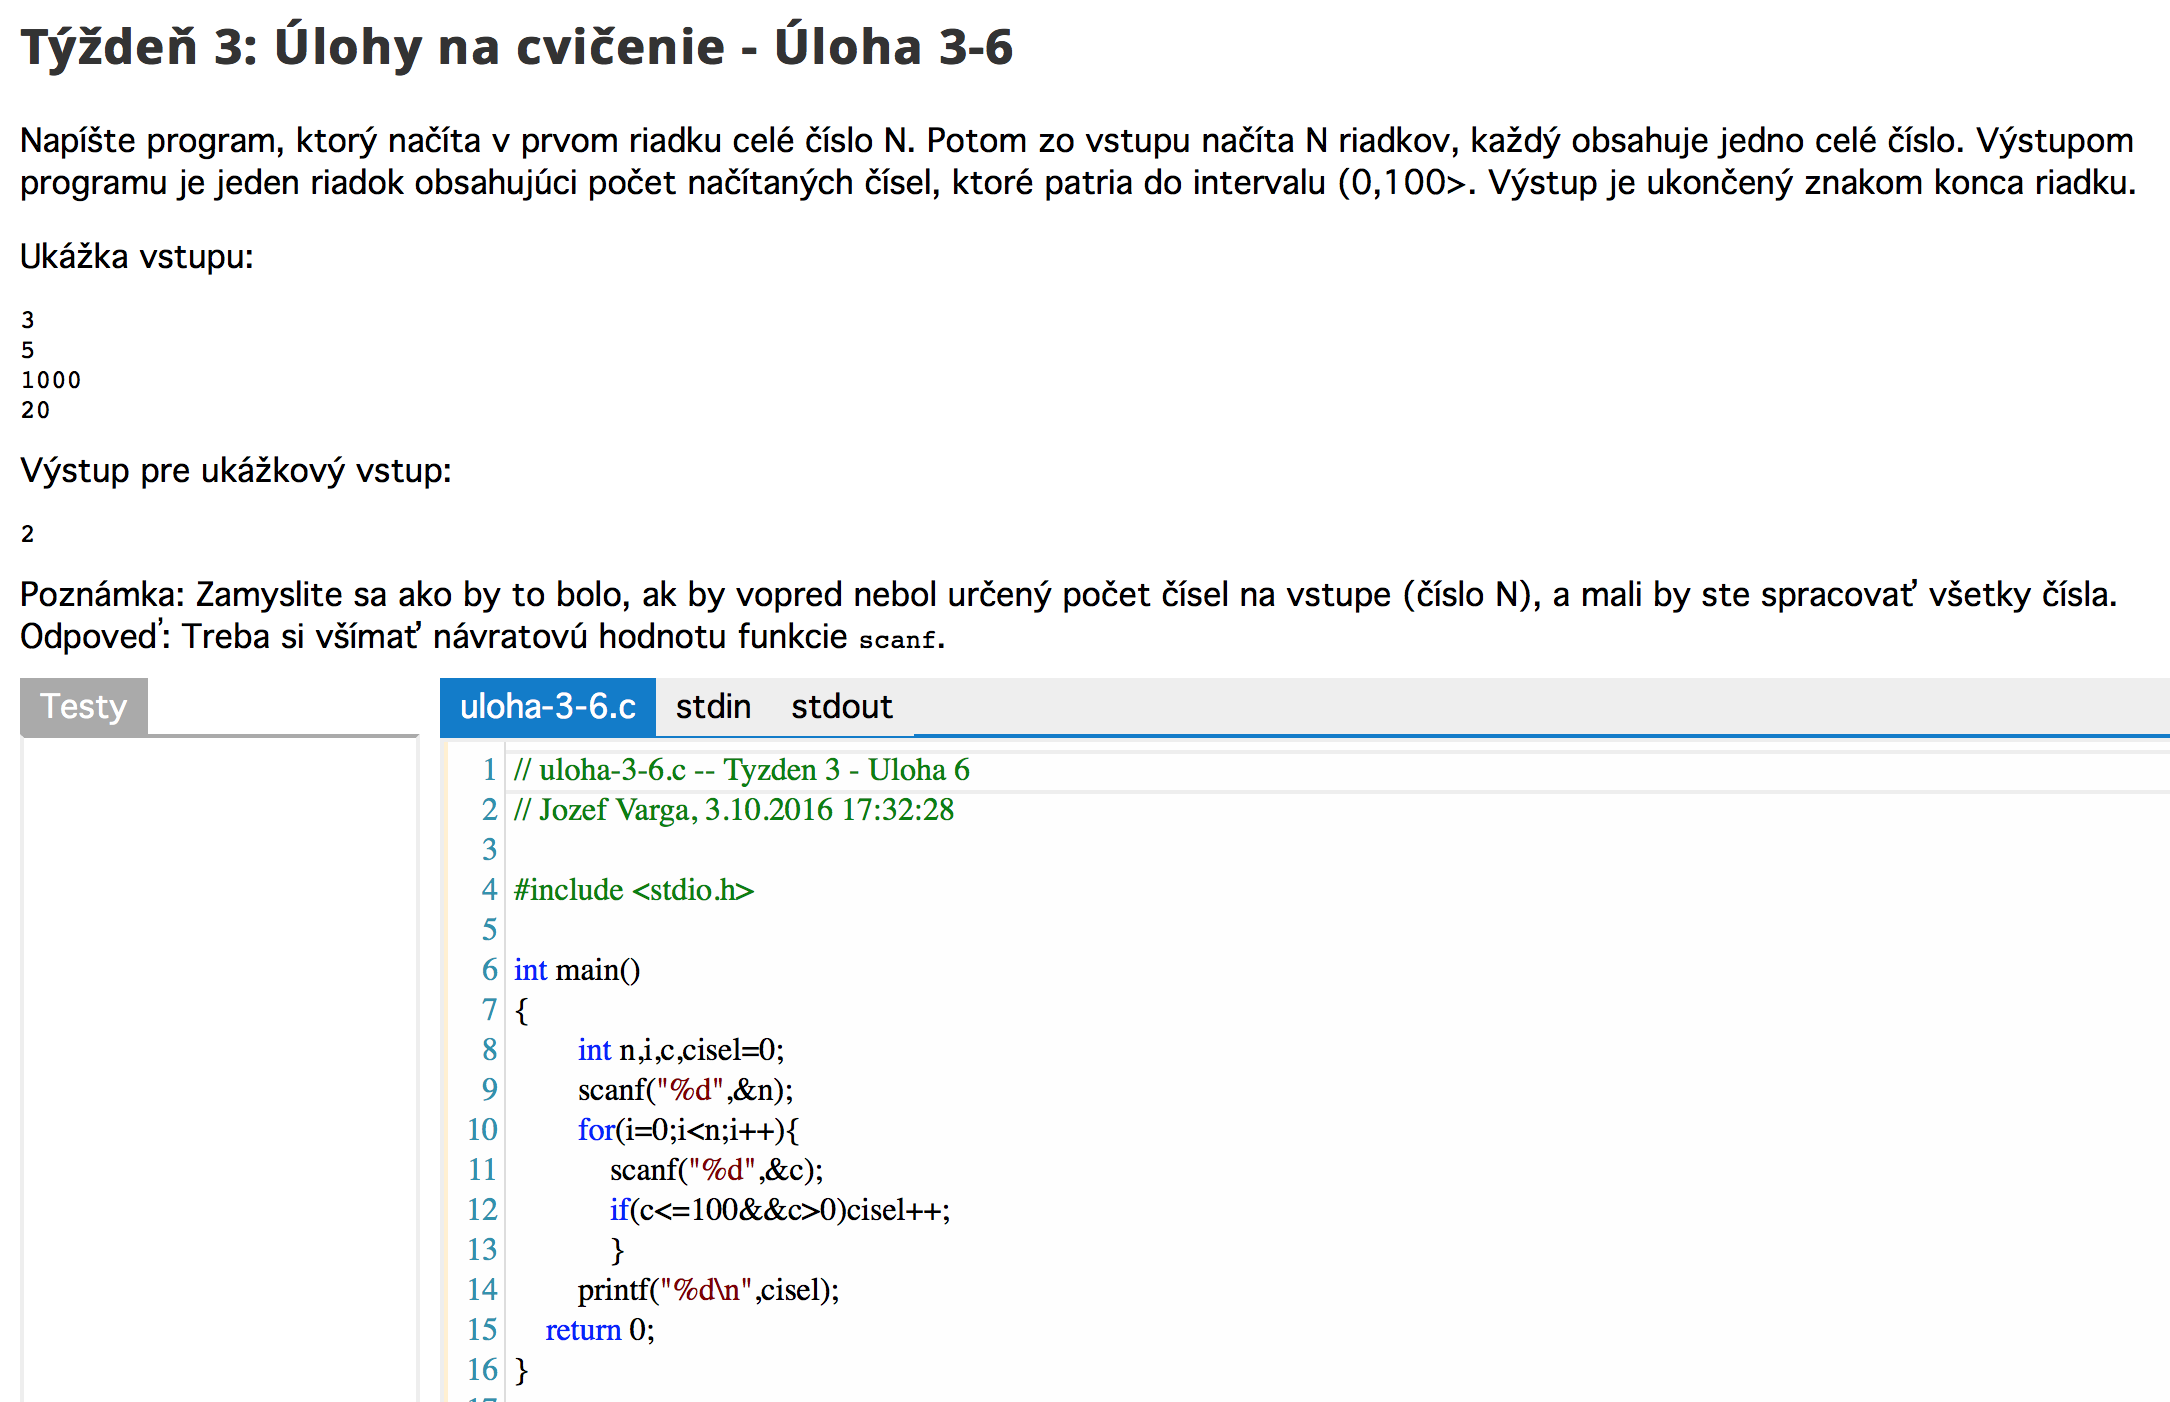 Týždeň 3: Úlohy na cvičenie - Úloha 3-6
Napíšte program, ktorý načíta v prvom riadku celé číslo N. Potom zo vstupu načíta N riadkov, každý obsahuje jedno celé číslo. Výstupom
programu je jeden riadok obsahujúci počet načítaných čísel, ktoré patria do intervalu (0,100>. Výstup je ukončený znakom konca riadku.
Ukážka vstupu:
3
5
1000
20
Výstup pre ukážkový vstup:
2
Poznámka: Zamyslite sa ako by to bolo, ak by vopred nebol určený počet čísel na vstupe (číslo N), a mali by ste spracovať všetky čísla.
Odpoveď: Treba si všímať návratovú hodnotu funkcie scanf.
Testy
uloha-3-6.c stdin stdout
1 // uloha-3-6.c -- Tyzden 3 - Uloha 6
2 // Jozef Varga, 3.10.2016 17:32:28
3
4 #include <stdio.h>
5
6 int main()
7 {
8 int n,i,c,cisel=0;
9 scanf("%d",&n);
10 for(i=0;i<n;i++){
11 scanf("%d",&c);
12 if(c<=100&&c>0)cisel++;
13 }
14 printf("%d\n",cisel);
15 return 0;
16 }